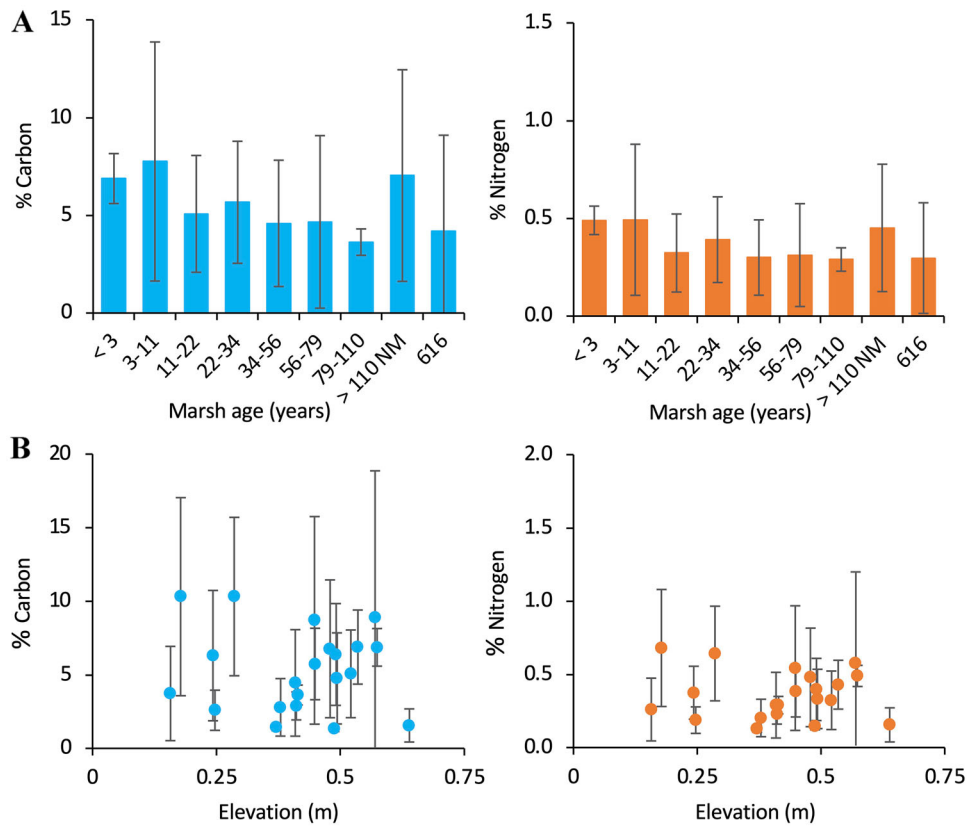 A
% Carbon
15
10
5
0
< 3
3-11
11-22
22-34
34-56
56-79
79-110
> 110 NM
616
Marsh age (years)
% Nitrogen
1.5
1.0
0.5
0.0
< 3
3-11
11-22
22-34
34-56
56-79
79-110
> 110 NM
616
Marsh age (years)
B
% Carbon
20
15
10
5
0
0 0.25 0.5 0.75
Elevation (m)
% Nitrogen
2.0
1.5
1.0
0.5
0.0
0 0.25 0.5 0.75
Elevation (m)